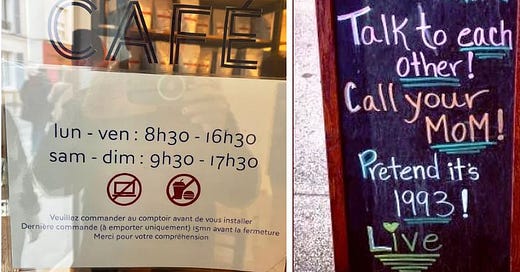 CAFÉ
lun - ven : 8h30 - 16h30
sam - dim : 9h30 - 17h30
Veuillez commander au comptoir avant de vous installer
Dernière commande (à emporter uniquement) 15mn avant la fermeture
Merci pour votre compréhension
Talk to each
other!
Call your
MOM!
Pretend it's
1993!
Live